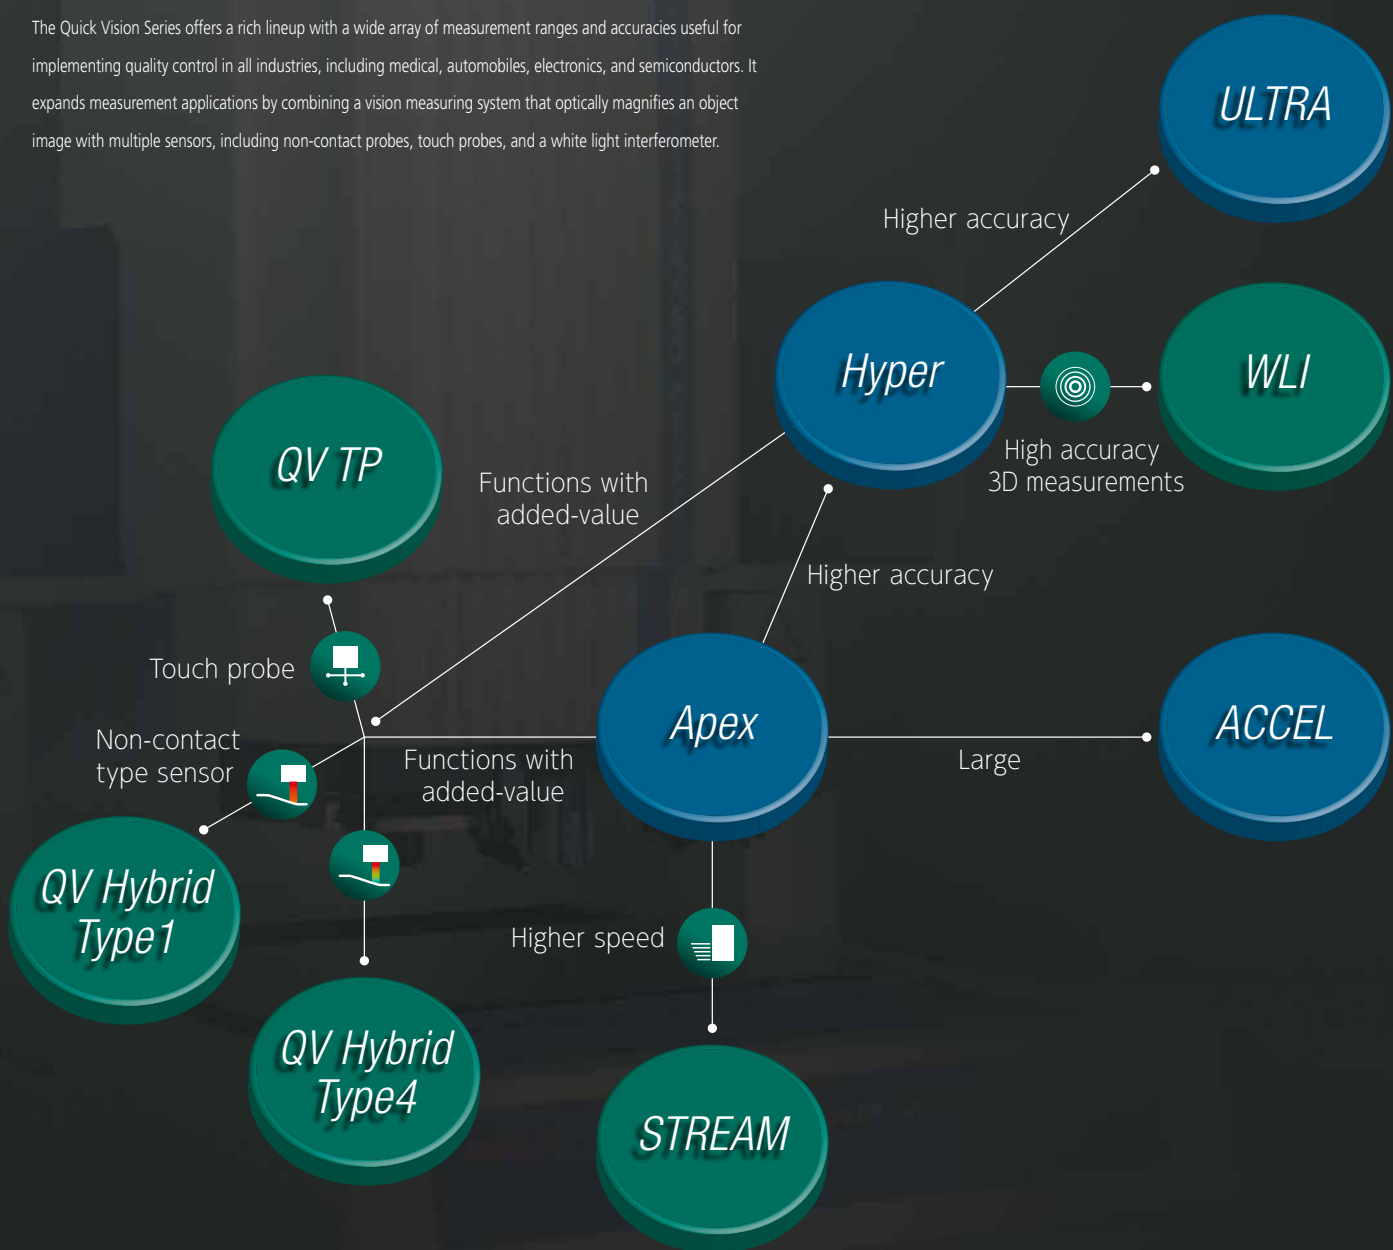 The Quick Vision Series offers a rich lineup with a wide array of measurement ranges and accuracies useful for
implementing quality control in all industries, including medical, automobiles, electronics, and semiconductors. It
expands measurement applications by combining a vision measuring system that optically magnifies an object
image with multiple sensors, including non-contact probes, touch probes, and a white light interferometer.
ULTRA
Higher accuracy
Hyper
WLI
High accuracy
3D measurements
QV TP
Functions with
added-value
Higher accuracy
Touch probe
Apex
ACCEL
Non-contact
type sensor
Functions with
added-value
Large
QV Hybrid
Type1
Higher speed
QV Hybrid
Type4
STREAM